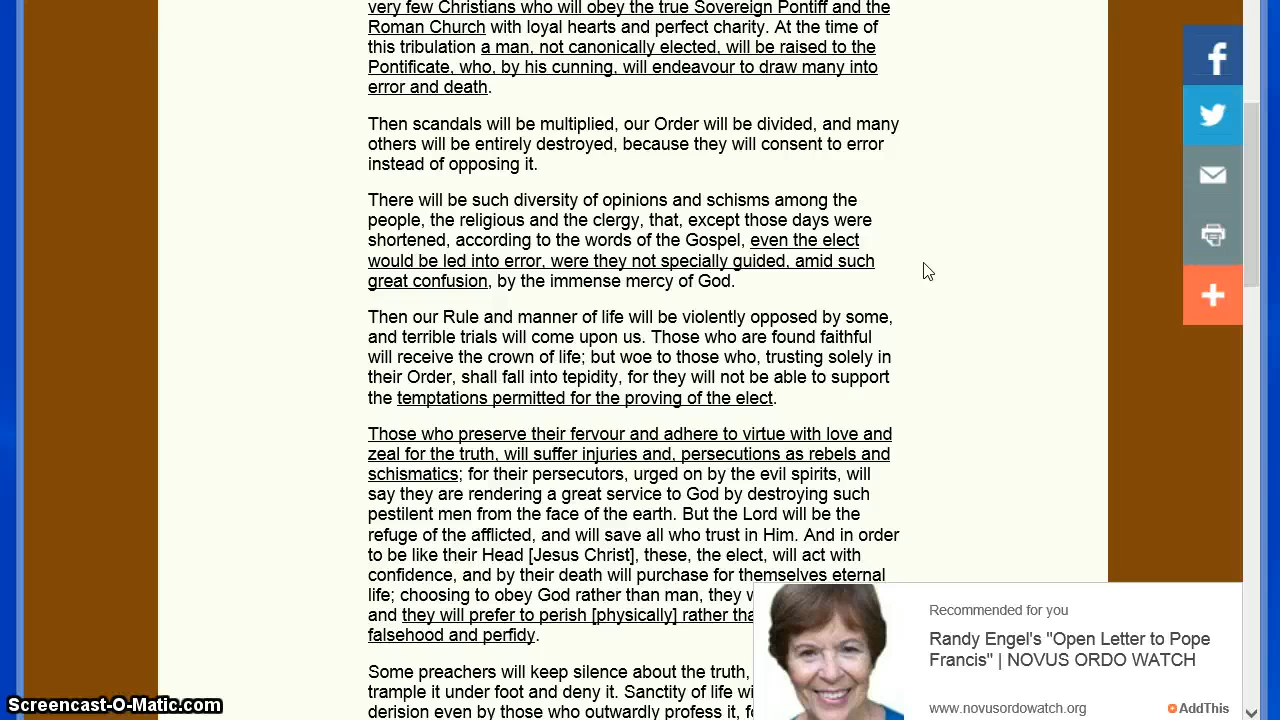 very few Christians who will obey the true Sovereign Pontiff and the
Roman Church with loyal hearts and perfect charity. At the time of
this tribulation a man, not canonically elected, will be raised to the
Pontificate, who, by his cunning, will endeavour to draw many into
error and death.
Then scandals will be multiplied, our Order will be divided, and many
others will be entirely destroyed, because they will consent to error
instead of opposing it.
There will be such diversity of opinions and schisms among the
people, the religious and the clergy, that, except those days were
shortened, according to the words of the Gospel, even the elect
would be led into error, were they not specially guided, amid such
great confusion, by the immense mercy of God.
Then our Rule and manner of life will be violently opposed by some,
and terrible trials will come upon us. Those who are found faithful
will receive the crown of life; but woe to those who, trusting solely in
their Order, shall fall into tepidity, for they will not be able to support
the temptations permitted for the proving of the elect.
Those who preserve their fervour and adhere to virtue with love and
zeal for the truth, will suffer injuries and, persecutions as rebels and
schismatics; for their persecutors, urged on by the evil spirits, will
say they are rendering a great service to God by destroying such
pestilent men from the face of the earth. But the Lord will be the
refuge of the afflicted, and will save all who trust in Him. And in order
to be like their Head [Jesus Christ], these, the elect, will act with
confidence, and by their death will purchase for themselves eternal
life; choosing to obey God rather than man, they
and they will prefer to perish [physically] rather
falsehood and perfidy.
Some preachers will keep silence about the truth,
trample it under foot and deny it. Sanctity of life
derision even by those who outwardly profess it,
Recommended for you
Randy Engel's "Open Letter to Pope
Francis" | NOVUS ORDO WATCH
www.novusordowatch.org
AddThis
Screencast-O-Matic.com